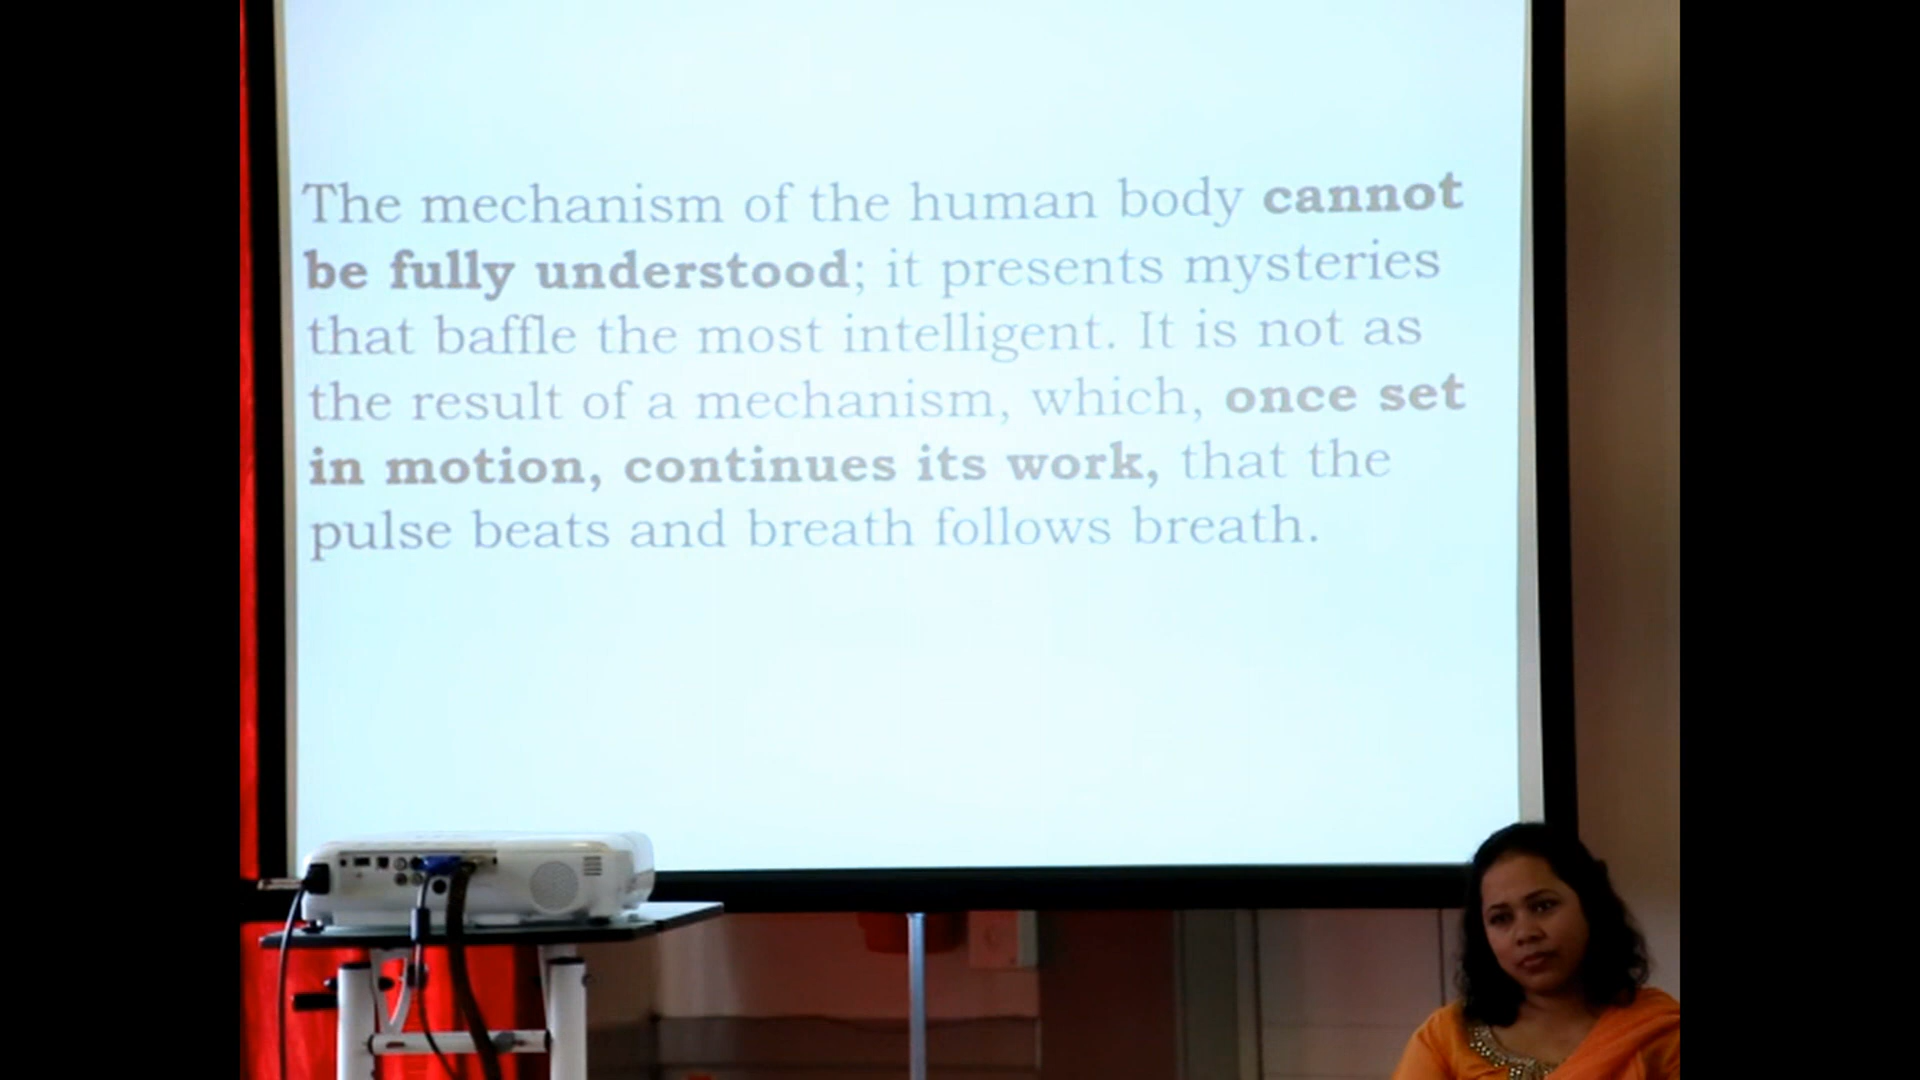 The mechanism of the human body cannot
be fully understood; it presents mysteries
that baffle the most intelligent. It is not as
the result of a mechanism, which, once set
in motion, continues its work, that the
pulse beats and breath follows breath.